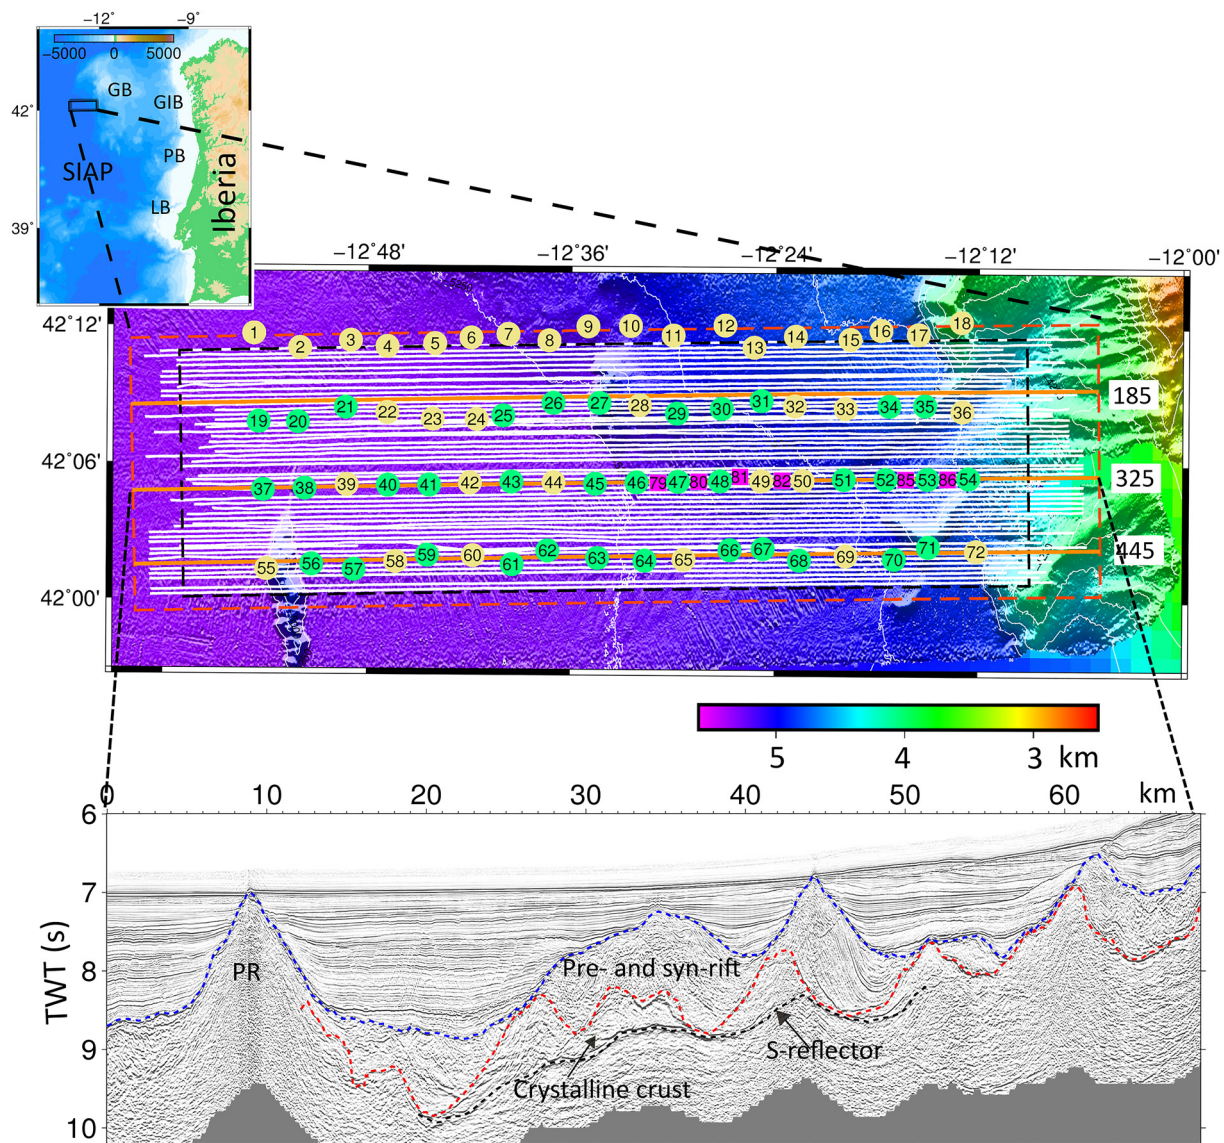 −12° −9°
−5000 0 5000
GB
42° GIB
PB
SIAP
Iberia
LB
39°
−12°48' −12°36' −12°24' −12°12' −12°00'
42°12'
1 2 3 4 5 6 7 8 9 10 11 12 13 14 15 16 17 18
185
19 20 21 22 23 24 25 26 27 28 29 30 31 32 33 34 35 36
42°06'
325
37 38 39 40 41 42 43 44 45 46 79 47 80 48 81 49 82 50 51 52 85 53 86 54
445
55 56 57 58 59 60 61 62 63 64 65 66 67 68 69 70 71 72
42°00'
5 4 3 km
0 10 20 30 40 50 60 km
6
7
PR
Pre- and syn-rift
8
TWT (s)
9
S-reflector
Crystalline crust
10